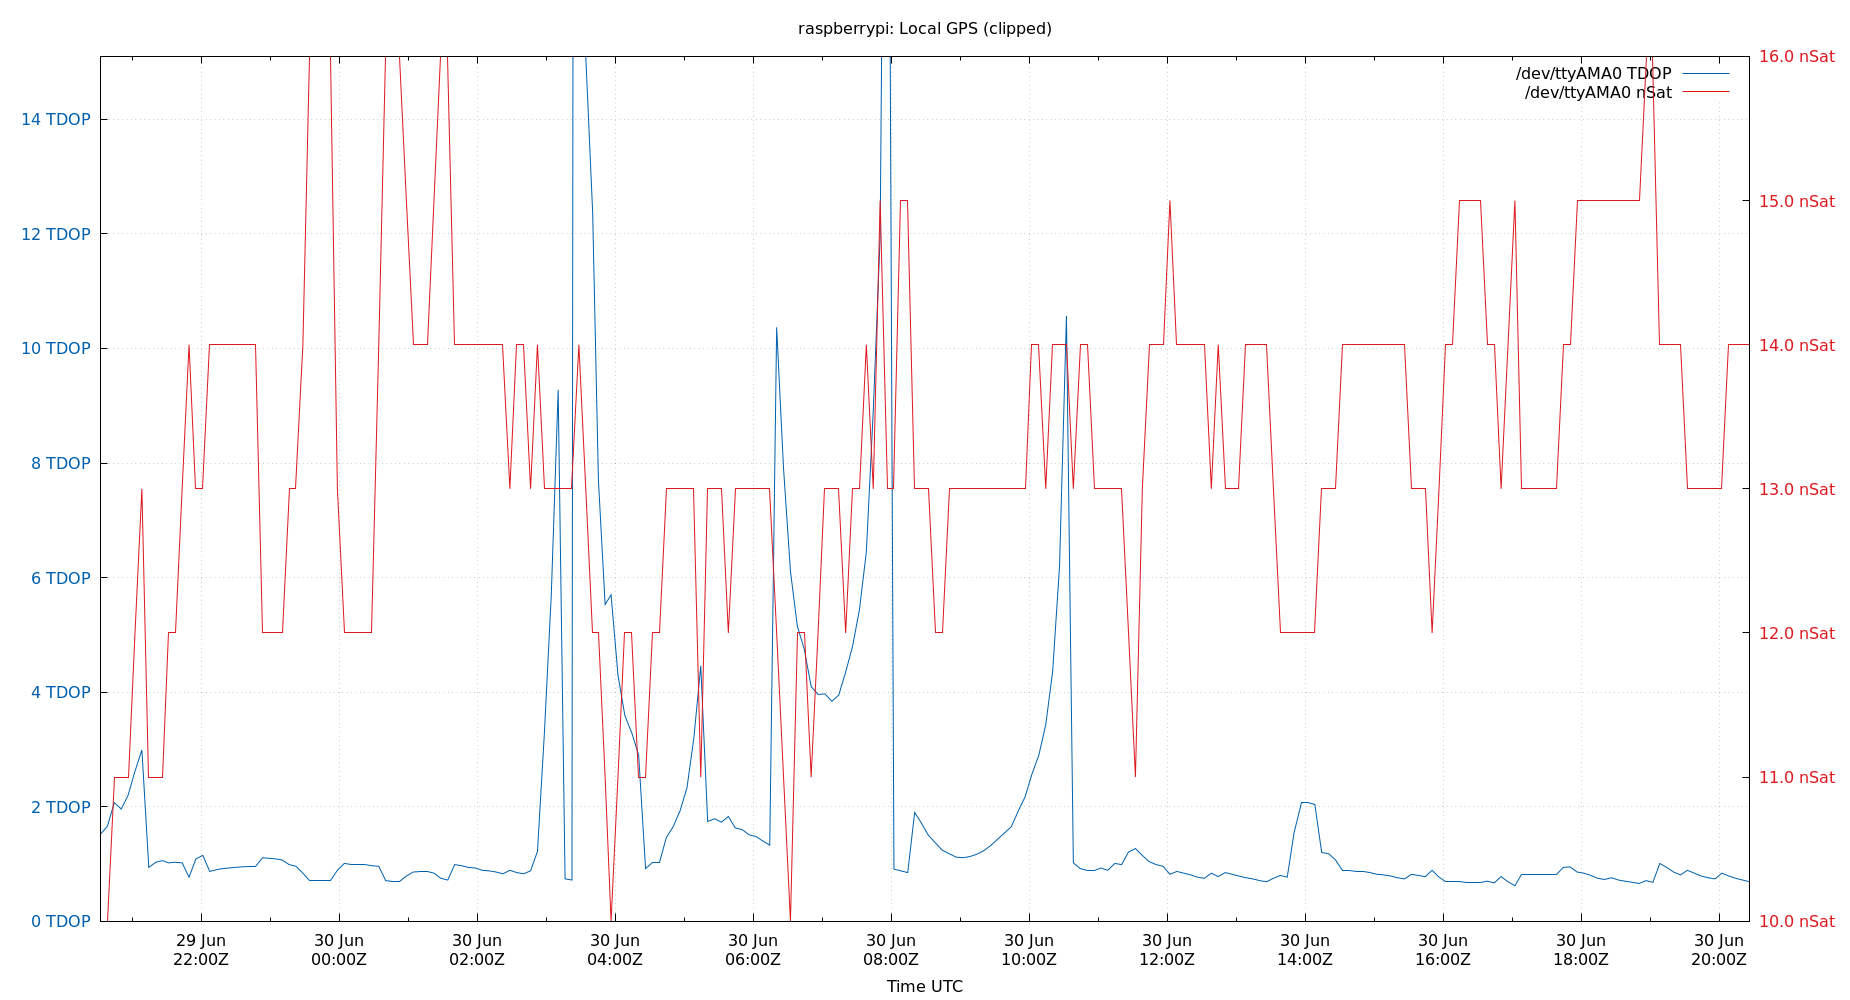 raspberrypi: Local GPS (clipped)
16.0 nSat
/dev/ttyAMA0 TDOP
/dev/ttyAMA0 nSat
14 TDOP
15.0 nSat
12 TDOP
10 TDOP
14.0 nSat
8 TDOP
13.0 nSat
6 TDOP
12.0 nSat
4 TDOP
11.0 nSat
2 TDOP
0 TDOP
10.0 nSat
29 Jun 30 Jun 30 Jun 30 Jun 30 Jun 30 Jun 30 Jun 30 Jun 30 Jun 30 Jun 30 Jun 30 Jun
22:00Z 00:00Z 02:00Z 04:00Z 06:00Z 08:00Z 10:00Z 12:00Z 14:00Z 16:00Z 18:00Z 20:00Z
Time UTC